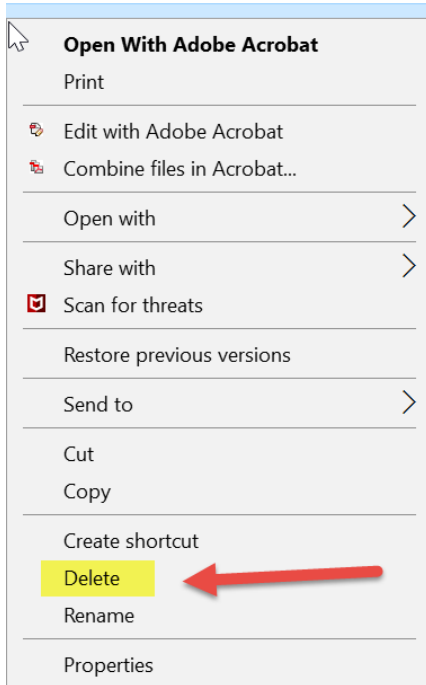 Open With Adobe Acrobat
Print
Edit with Adobe Acrobat
Combine files in Acrobat...
Open with
Share with
Scan for threats
Restore previous versions
Send to
Cut
Copy
Create shortcut
Delete
Rename
Properties